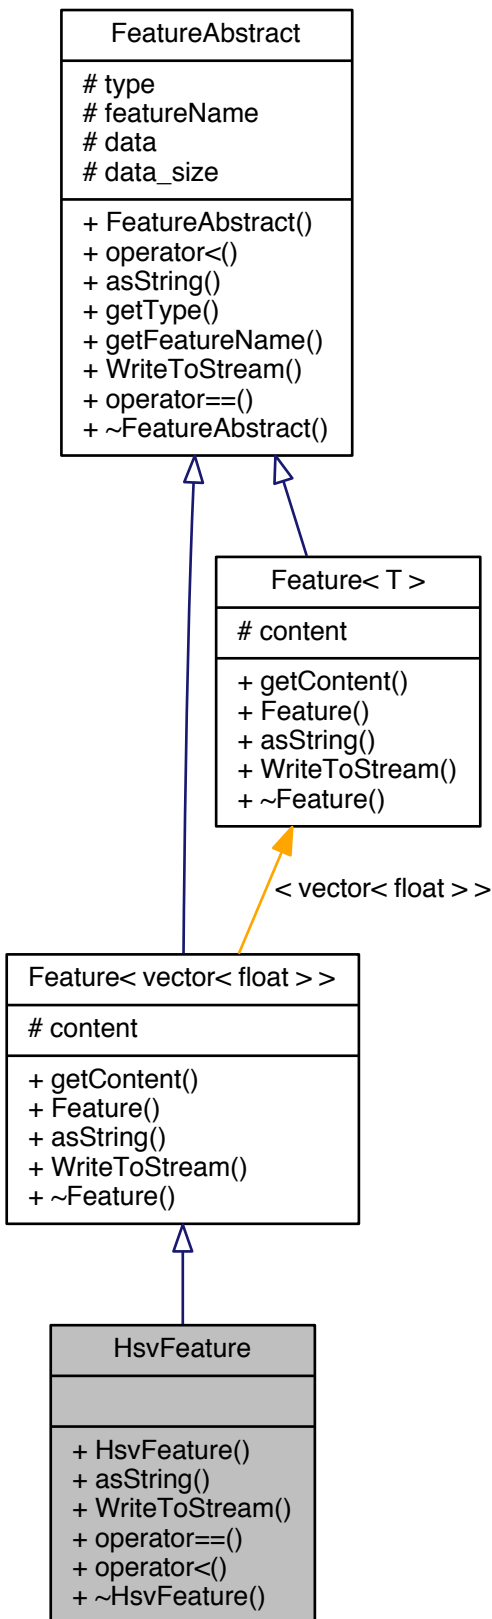 FeatureAbstract
# type
# featureName
# data
# data_size
+ FeatureAbstract()
+ operator<()
+ asString()
+ getType()
+ getFeatureName()
+ WriteToStream()
+ operator==()
+ ~FeatureAbstract()
Feature< T >
# content
+ getContent()
+ Feature()
+ asString()
+ WriteToStream()
+ ~Feature()
< vector< float > >
Feature< vector< float > >
# content
+ getContent()
+ Feature()
+ asString()
+ WriteToStream()
+ ~Feature()
HsvFeature
+ HsvFeature()
+ asString()
+ WriteToStream()
+ operator==()
+ operator<()
+ ~HsvFeature()